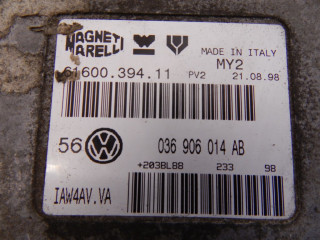 MAGNETI MARELLI
MADE IN ITALY
MY2
61600.394.11 PV2 21.08.98
56 036 906 014 AB
+203BL88 233 98
IAW4AV.VA